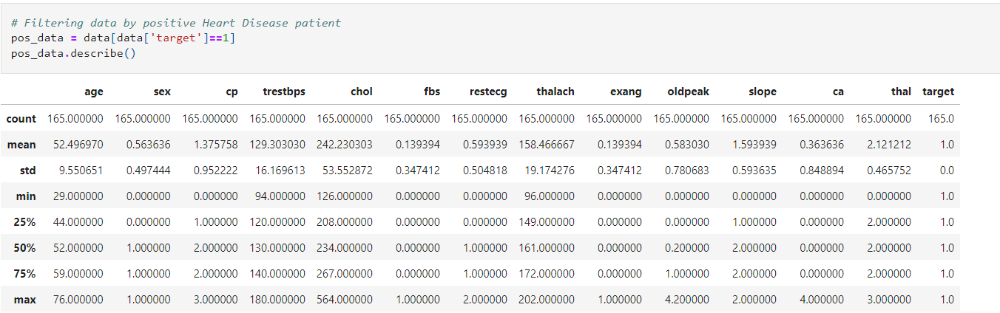 # Filtering data by positive Heart Disease patient
pos_data = data[data['target']==1]
pos_data.describe()
age sex cp trestbps chol fbs restecg thalach exang oldpeak slope ca thal target
count 165.000000 165.000000 165.000000 165.000000 165.000000 165.000000 165.000000 165.000000 165.000000 165.000000 165.000000 165.000000 165.000000 165.0
mean 52.496970 0.563636 1.375758 129.303030 242.230303 0.139394 0.593939 158.466667 0.139394 0.583030 1.593939 0.363636 2.121212 1.0
std 9.550651 0.497444 0.952222 16.169613 53.552872 0.347412 0.504818 19.174276 0.347412 0.780683 0.593635 0.848894 0.465752 0.0
min 29.000000 0.000000 0.000000 94.000000 126.000000 0.000000 0.000000 96.000000 0.000000 0.000000 0.000000 0.000000 0.000000 1.0
25% 44.000000 0.000000 1.000000 120.000000 208.000000 0.000000 0.000000 149.000000 0.000000 0.000000 1.000000 0.000000 2.000000 1.0
50% 52.000000 1.000000 2.000000 130.000000 234.000000 0.000000 1.000000 161.000000 0.000000 0.200000 2.000000 0.000000 2.000000 1.0
75% 59.000000 1.000000 2.000000 140.000000 267.000000 0.000000 1.000000 172.000000 0.000000 1.000000 2.000000 0.000000 2.000000 1.0
max 76.000000 1.000000 3.000000 180.000000 564.000000 1.000000 2.000000 202.000000 1.000000 4.200000 2.000000 4.000000 3.000000 1.0